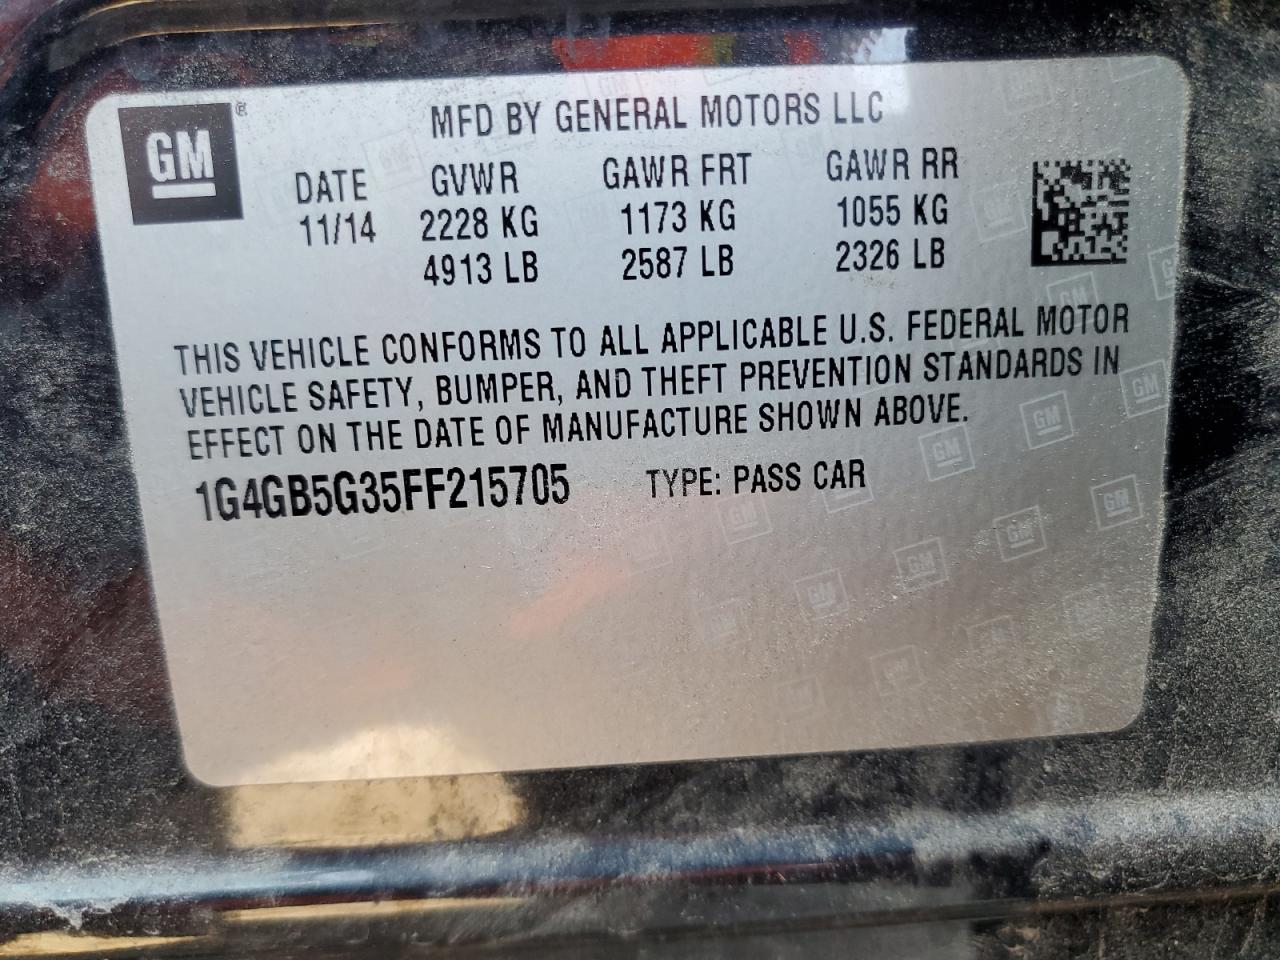 GM ®
MFD BY GENERAL MOTORS LLC
DATE GVWR GAWR FRT GAWR RR
11/14 2228 KG 1173 KG 1055 KG
4913 LB 2587 LB 2326 LB
THIS VEHICLE CONFORMS TO ALL APPLICABLE U.S. FEDERAL MOTOR
VEHICLE SAFETY, BUMPER, AND THEFT PREVENTION STANDARDS IN
EFFECT ON THE DATE OF MANUFACTURE SHOWN ABOVE.
1G4GB5G35FF215705 TYPE: PASS CAR